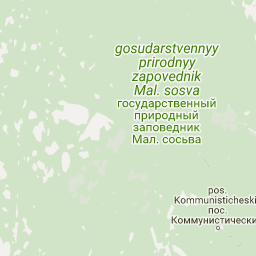 gosudarstvennyy
prirodnyy
zapovednik
Mal. sosva
государственный
природный
заповедник
Мал. сосьва
pos.
Kommunisticheski
пос.
Коммунистически